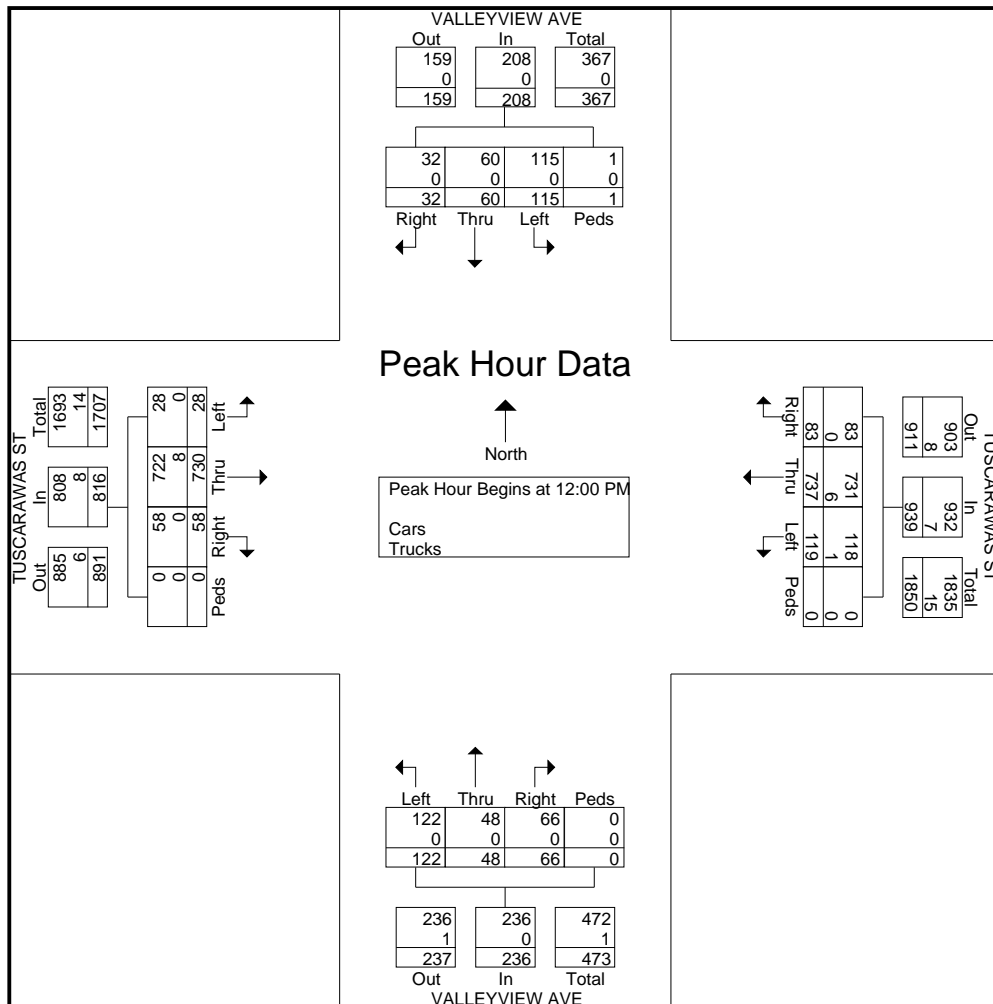 VALLEYVIEW AVE
Out In Total
159 208 367
0 0 0
159 208 367
32 60 115 1
0 0 0 0
32 60 115 1
Right Thru Left Peds
Peak Hour Data
North
Peak Hour Begins at 12:00 PM
Cars
Trucks
TUSCARAWAS ST
Total In Out
1693 808 885
14 8 6
1707 816 891
28 722 58 0
0 8 0 0
28 730 58 0
Left Thru Right Peds
TUSCARAWAS ST
Out In Total
903 932 1835
8 7 15
911 939 1850
83 731 118 0
0 6 1 0
83 737 119 0
Right Thru Left Peds
Left Thru Right Peds
122 48 66 0
0 0 0 0
122 48 66 0
236 236 472
1 0 1
237 236 473
Out In Total
VALLEYVIEW AVE